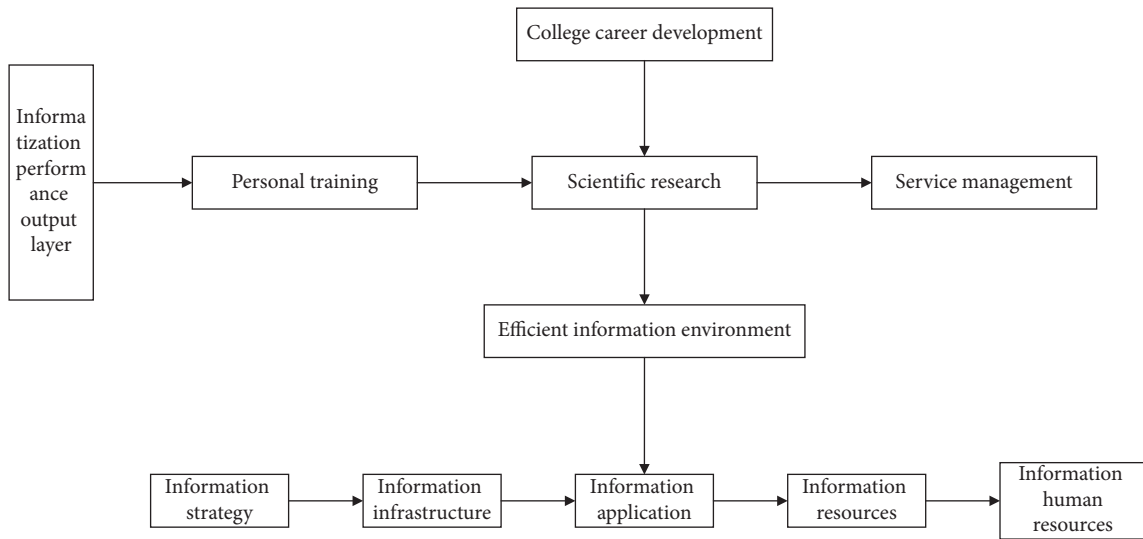 College career development
Informa
tization
perform
ance
output
layer
Personal training
Scientific research
Service management
Efficient information environment
Information
strategy
Information
infrastructure
Information
application
Information
resources
Information
human
resources